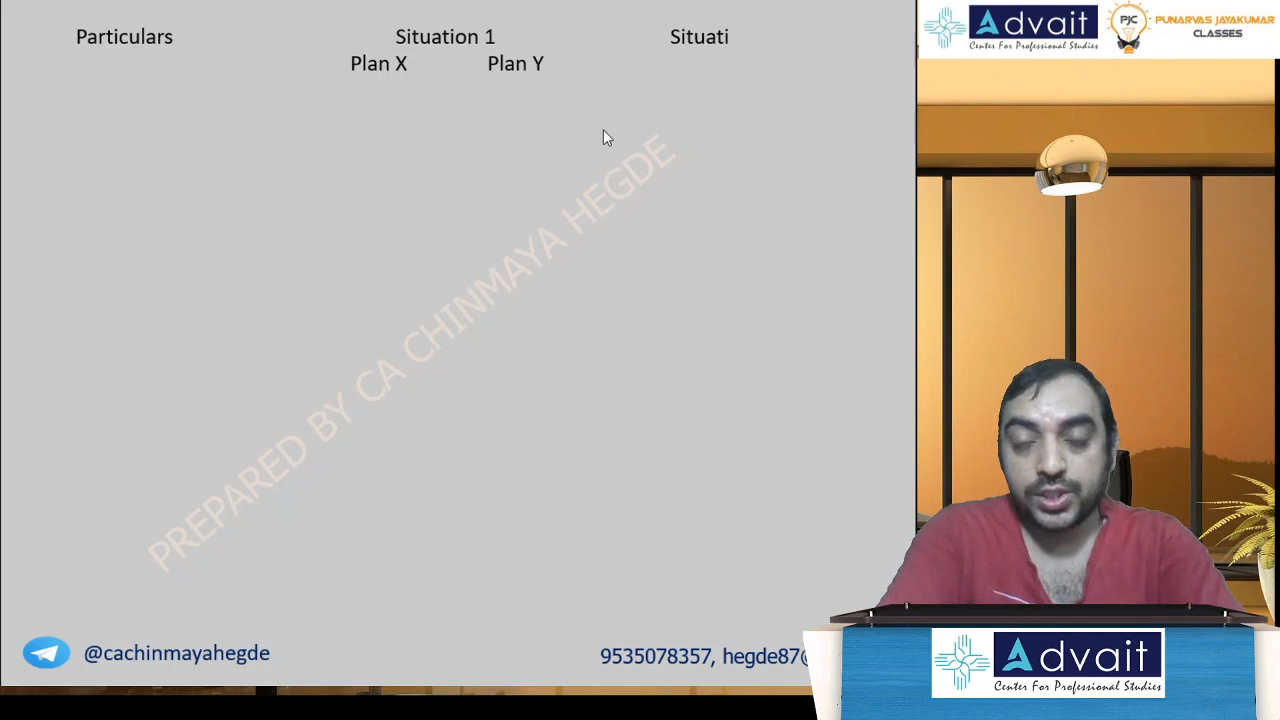 Particulars Situation 1 Situati
Plan X Plan Y
PREPARED BY CA CHINMAYA HEGDE
@cachinmayahegde
9535078357, hegde87@
Advait
Center For Professional Studies
PJC
PUNARVAS JAYAKUMAR
CLASSES
Advait
Center For Professional Studies